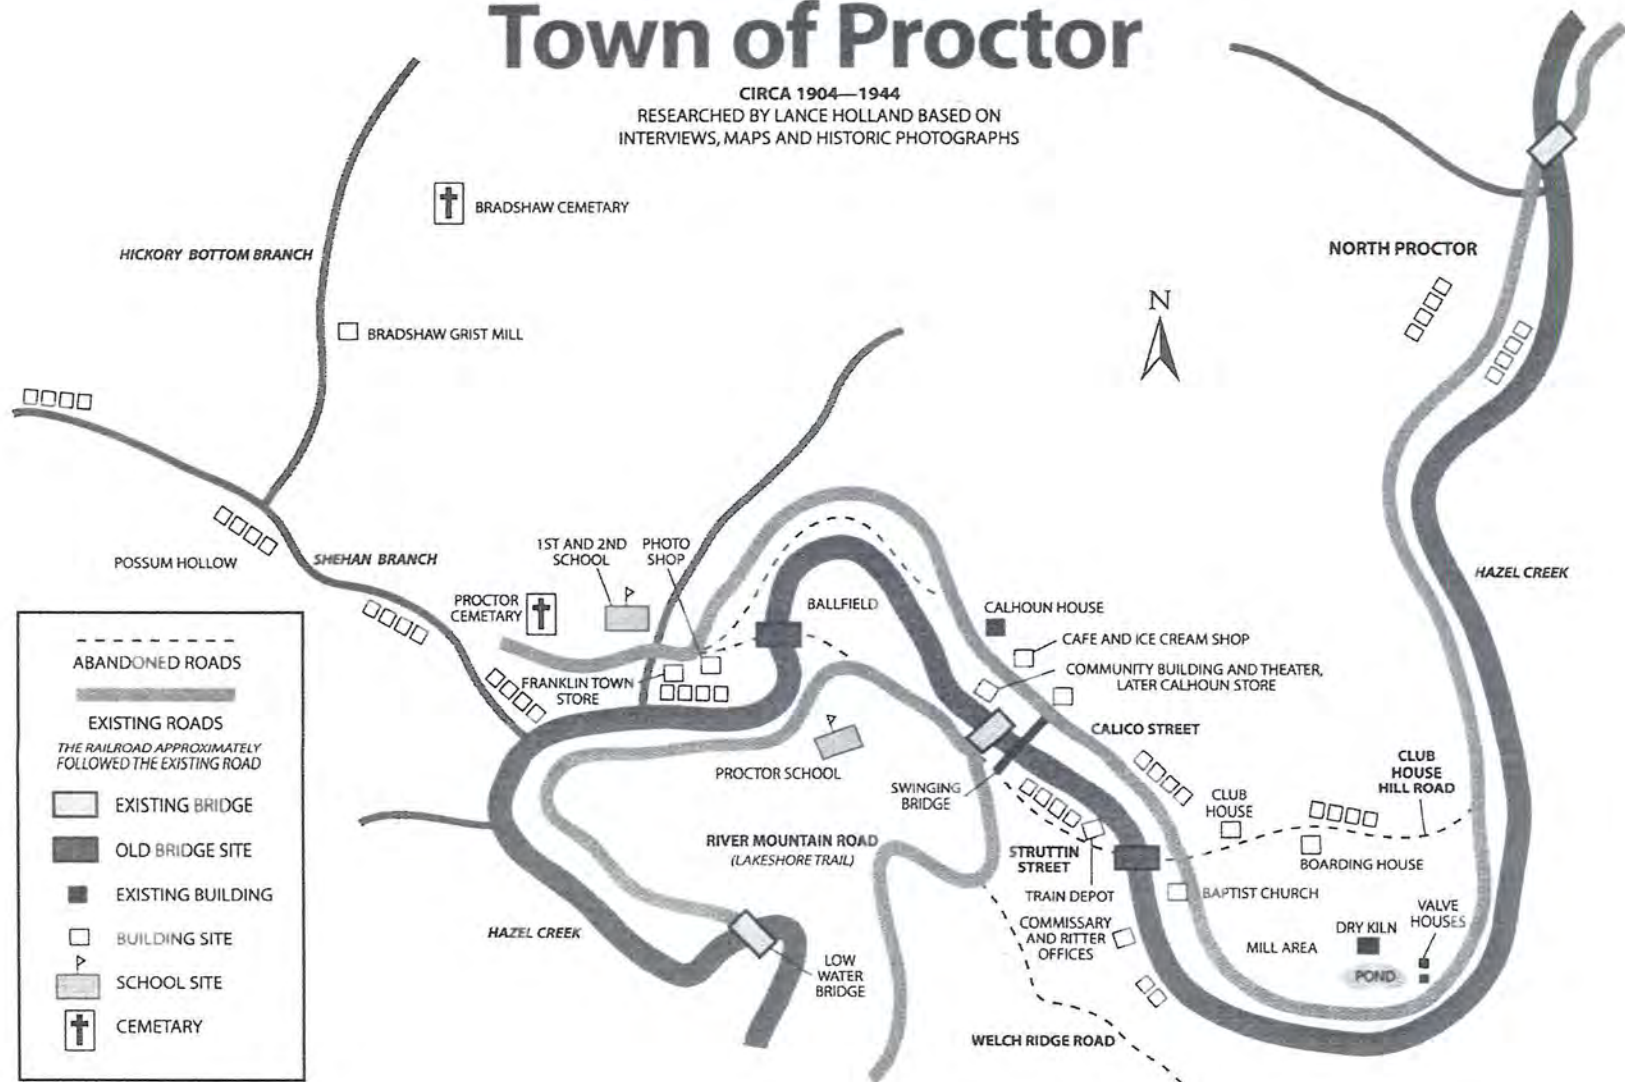 Town of Proctor
CIRCA 1904—1944
RESEARCHED BY LANCE HOLLAND BASED ON
INTERVIEWS, MAPS AND HISTORIC PHOTOGRAPHS
BRADSHAW CEMETARY
HICKORY BOTTOM BRANCH
NORTH PROCTOR
N
BRADSHAW GRIST MILL
1ST AND 2ND
SCHOOL
PHOTO
SHOP
POSSUM HOLLOW
SHEHAN BRANCH
HAZEL CREEK
PROCTOR
CEMETARY
BALLFIELD
CALHOUN HOUSE
CAFE AND ICE CREAM SHOP
COMMUNITY BUILDING AND THEATER,
LATER CALHOUN STORE
FRANKLIN TOWN
STORE
CALICO STREET
PROCTOR SCHOOL
SWINGING
BRIDGE
CLUB
HOUSE
HILL ROAD
CLUB
HOUSE
RIVER MOUNTAIN ROAD
(LAKESHORE TRAIL)
STRUTTIN
STREET
BOARDING HOUSE
TRAIN DEPOT
BAPTIST CHURCH
COMMISSARY
AND RITTER
OFFICES
VALVE
HOUSES
DRY KILN
MILL AREA
POND
HAZEL CREEK
LOW
WATER
BRIDGE
WELCH RIDGE ROAD
ABANDONED ROADS
EXISTING ROADS
THE RAILROAD APPROXIMATELY
FOLLOWED THE EXISTING ROAD
EXISTING BRIDGE
OLD BRIDGE SITE
EXISTING BUILDING
BUILDING SITE
SCHOOL SITE
CEMETARY